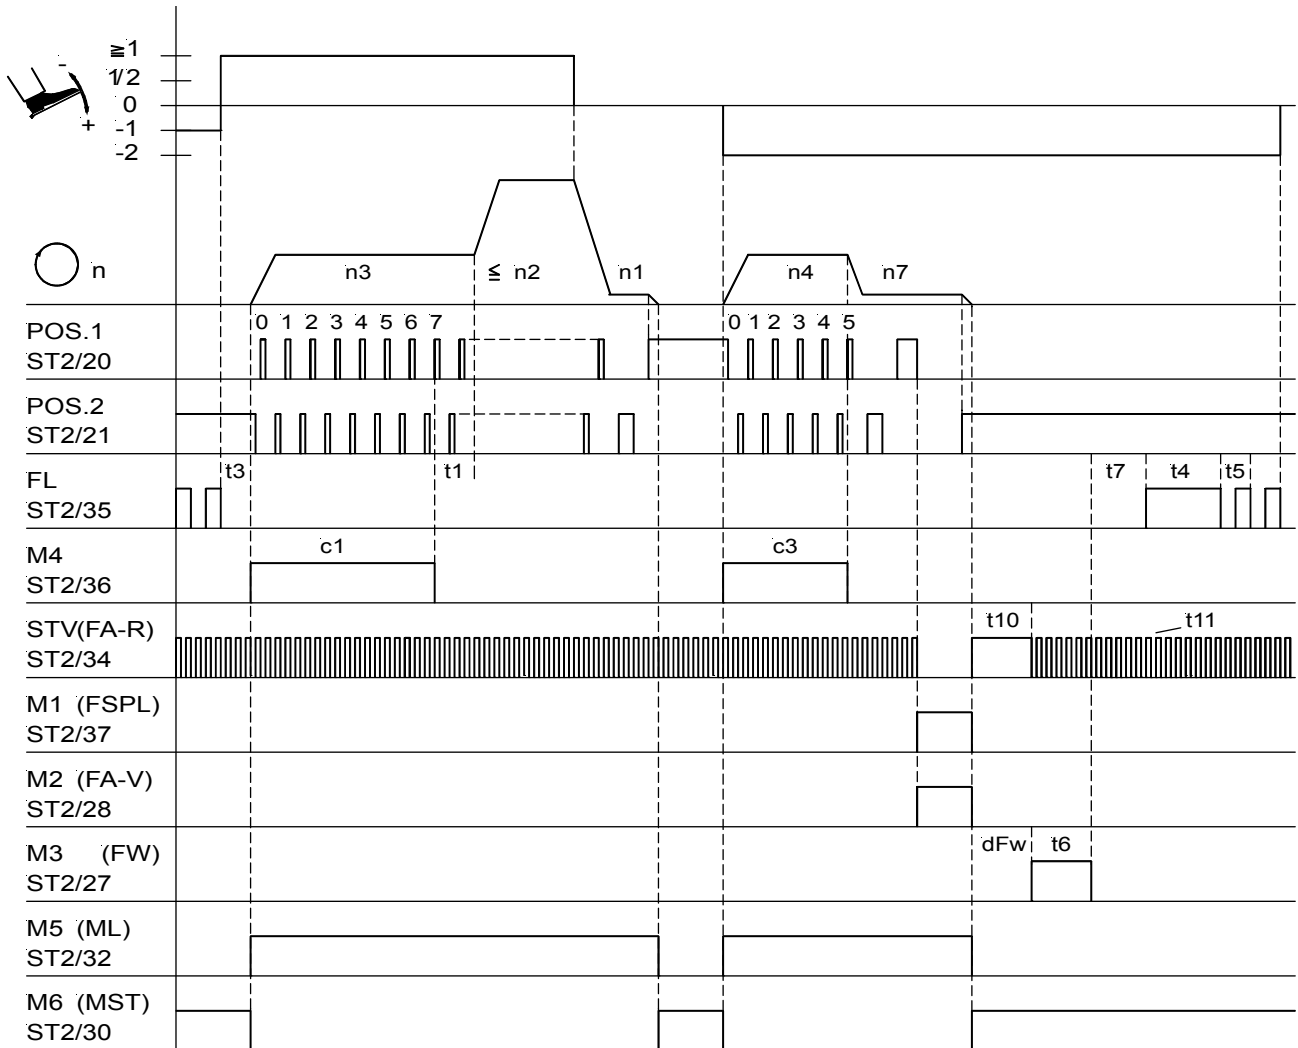 ≧1
-
1/2
0
+
-1
-2
n
n3
≦ n2
n1
n4
n7
POS.1
ST2/20
0 1 2 3 4 5 6 7
0 1 2 3 4 5
POS.2
ST2/21
FL
ST2/35
t3
t1
t7
t4
t5
M4
ST2/36
c1
c3
STV(FA-R)
ST2/34
t10
t11
M1 (FSPL)
ST2/37
M2 (FA-V)
ST2/28
M3 (FW)
ST2/27
dFw
t6
M5 (ML)
ST2/32
M6 (MST)
ST2/30